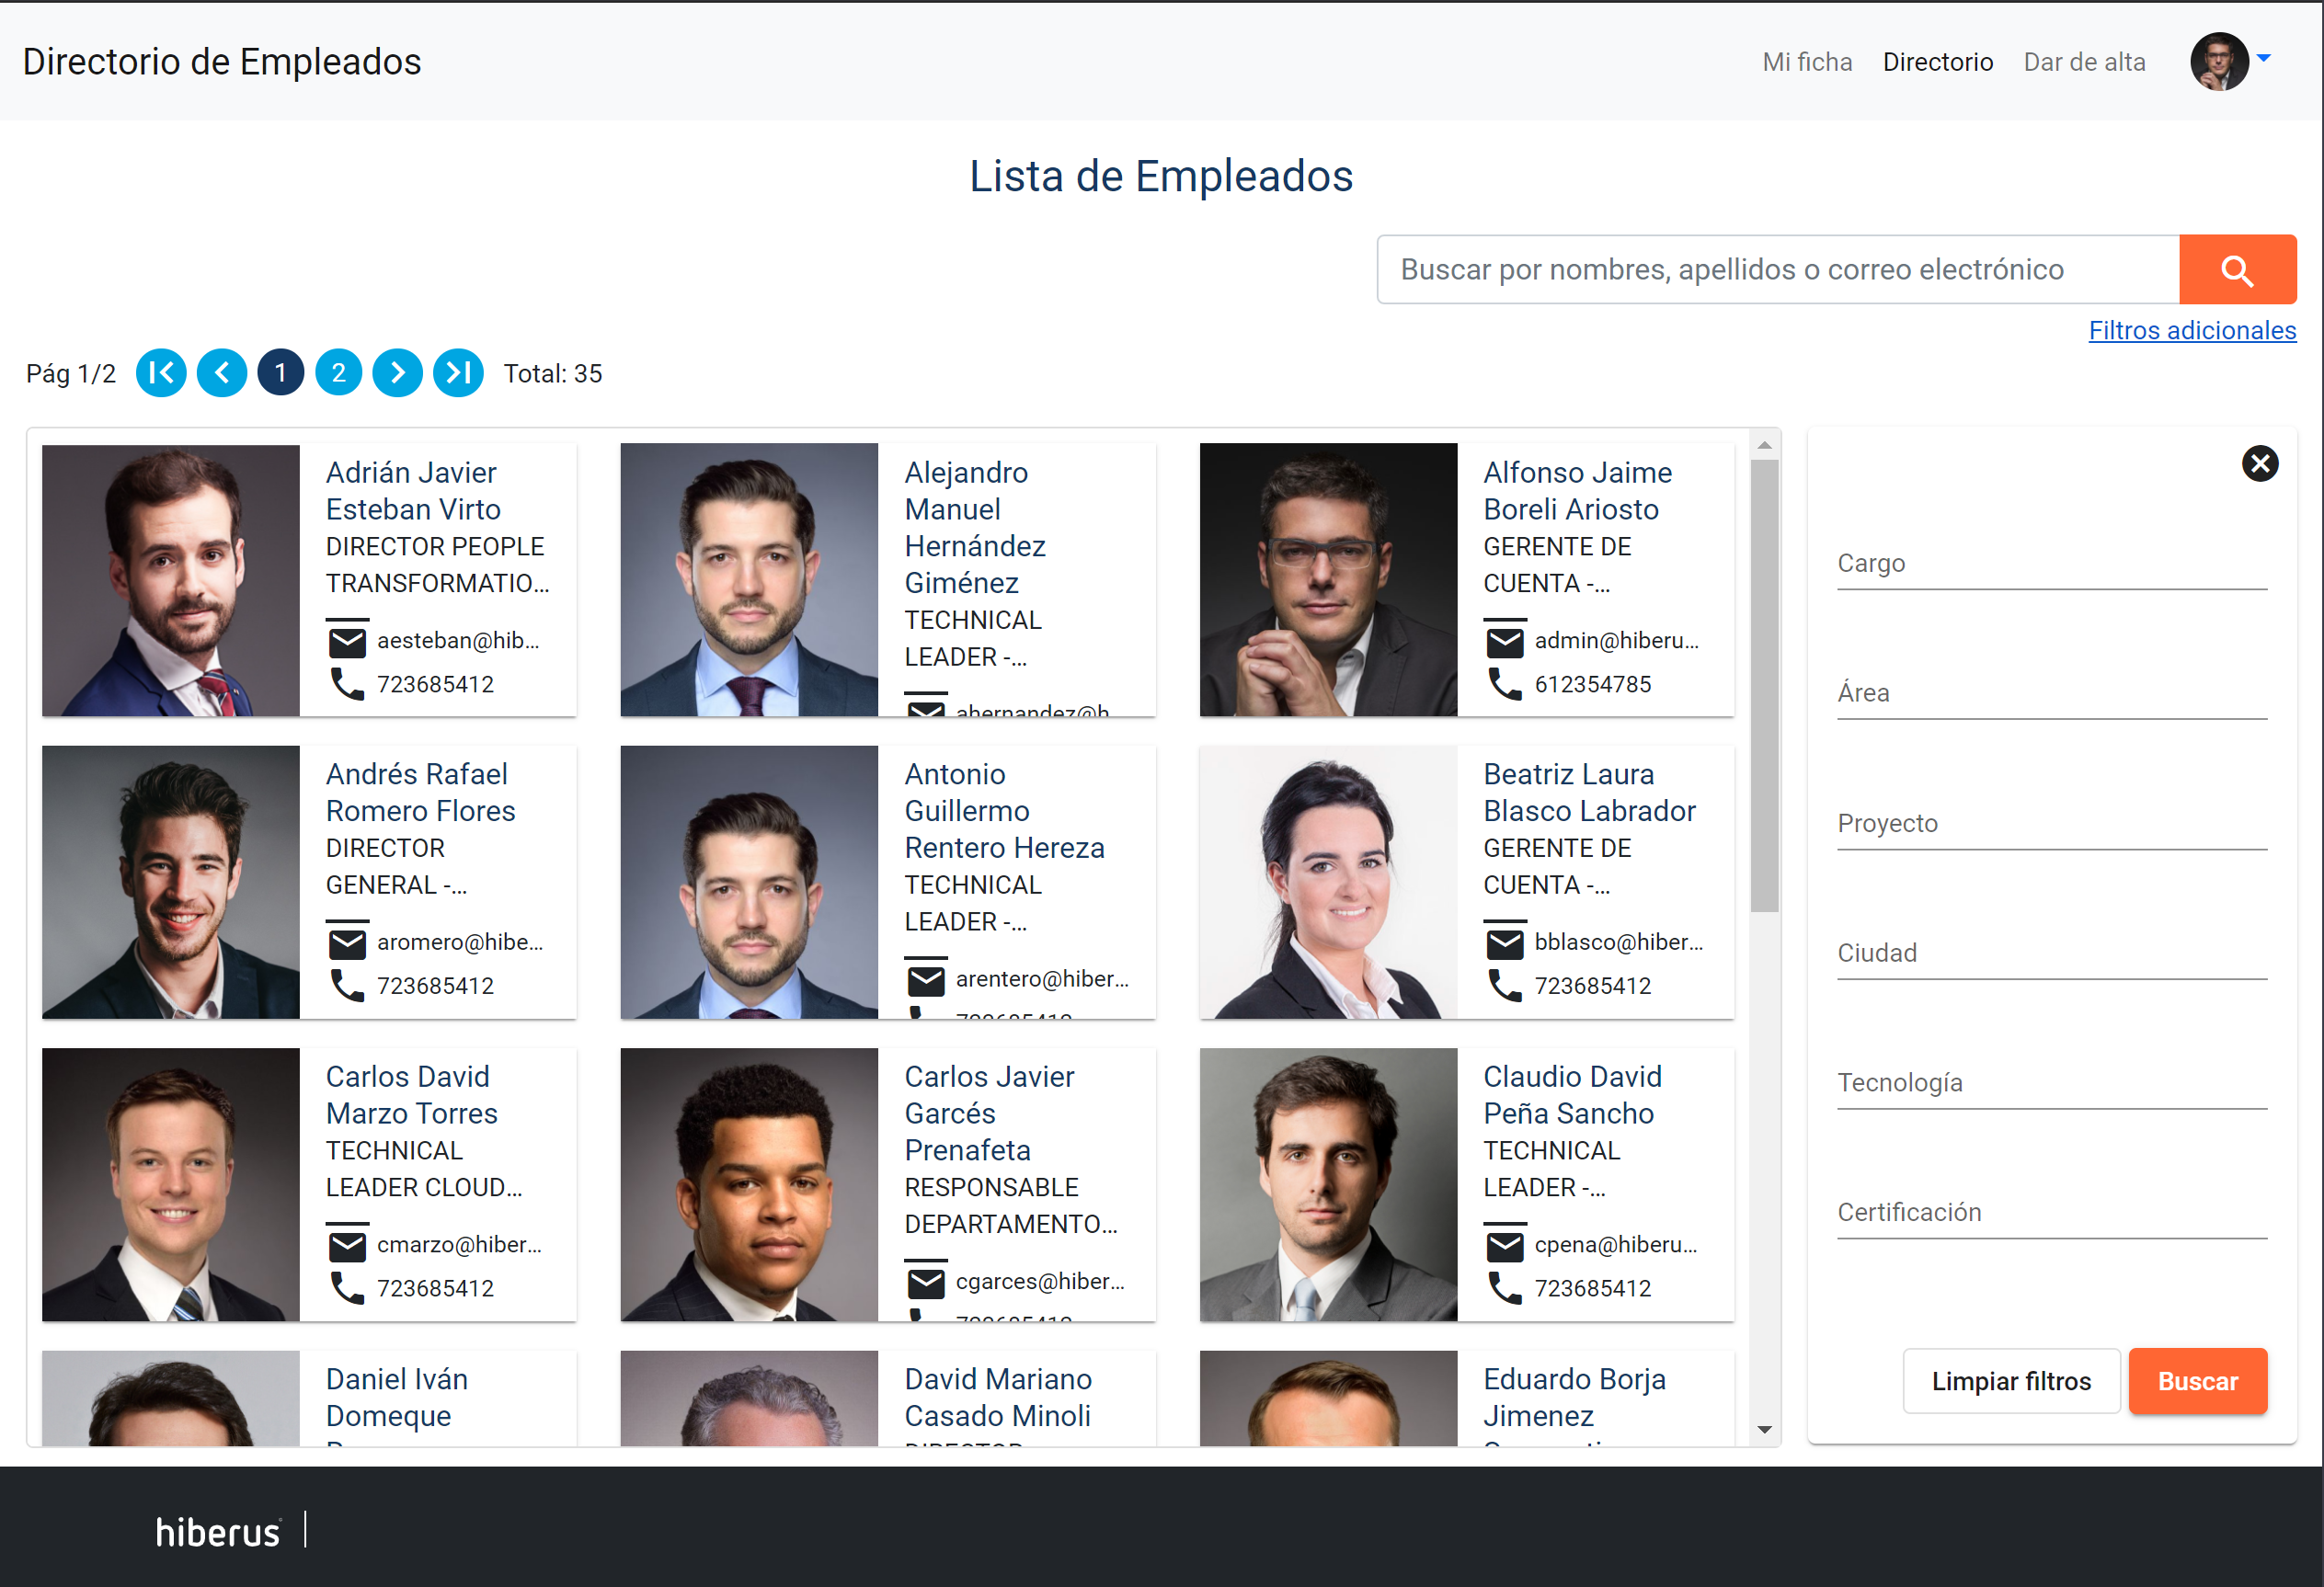 Directorio de Empleados
Mi ficha
Directorio
Dar de alta
Lista de Empleados
Buscar por nombres, apellidos o correo electrónico
Filtros adicionales
Pág 1/2
1
2
Total: 35
Adrián Javier
Esteban Virto
DIRECTOR PEOPLE
TRANSFORMATIO...
aesteban@hib...
723685412
Alejandro
Manuel
Hernández
Giménez
TECHNICAL
LEADER -...
ahernandez@h
Alfonso Jaime
Boreli Ariosto
GERENTE DE
CUENTA -...
admin@hiberu...
612354785
Andrés Rafael
Romero Flores
DIRECTOR
GENERAL -...
aromero@hibe...
723685412
Antonio
Guillermo
Rentero Hereza
TECHNICAL
LEADER -...
arentero@hiber...
723685412
Beatriz Laura
Blasco Labrador
GERENTE DE
CUENTA -...
bblasco@hiber...
723685412
Carlos David
Marzo Torres
TECHNICAL
LEADER CLOUD...
cmarzo@hiber...
723685412
Carlos Javier
Garcés
Prenafeta
RESPONSABLE
DEPARTAMENTO...
cgarces@hiber...
723685412
Claudio David
Peña Sancho
TECHNICAL
LEADER -...
cpena@hiberu...
723685412
Daniel Iván
Domeque
David Mariano
Casado Minoli
DIRECTOR
Eduardo Borja
Jimenez
Cargo
Área
Proyecto
Ciudad
Tecnología
Certificación
Limpiar filtros
Buscar
hiberus